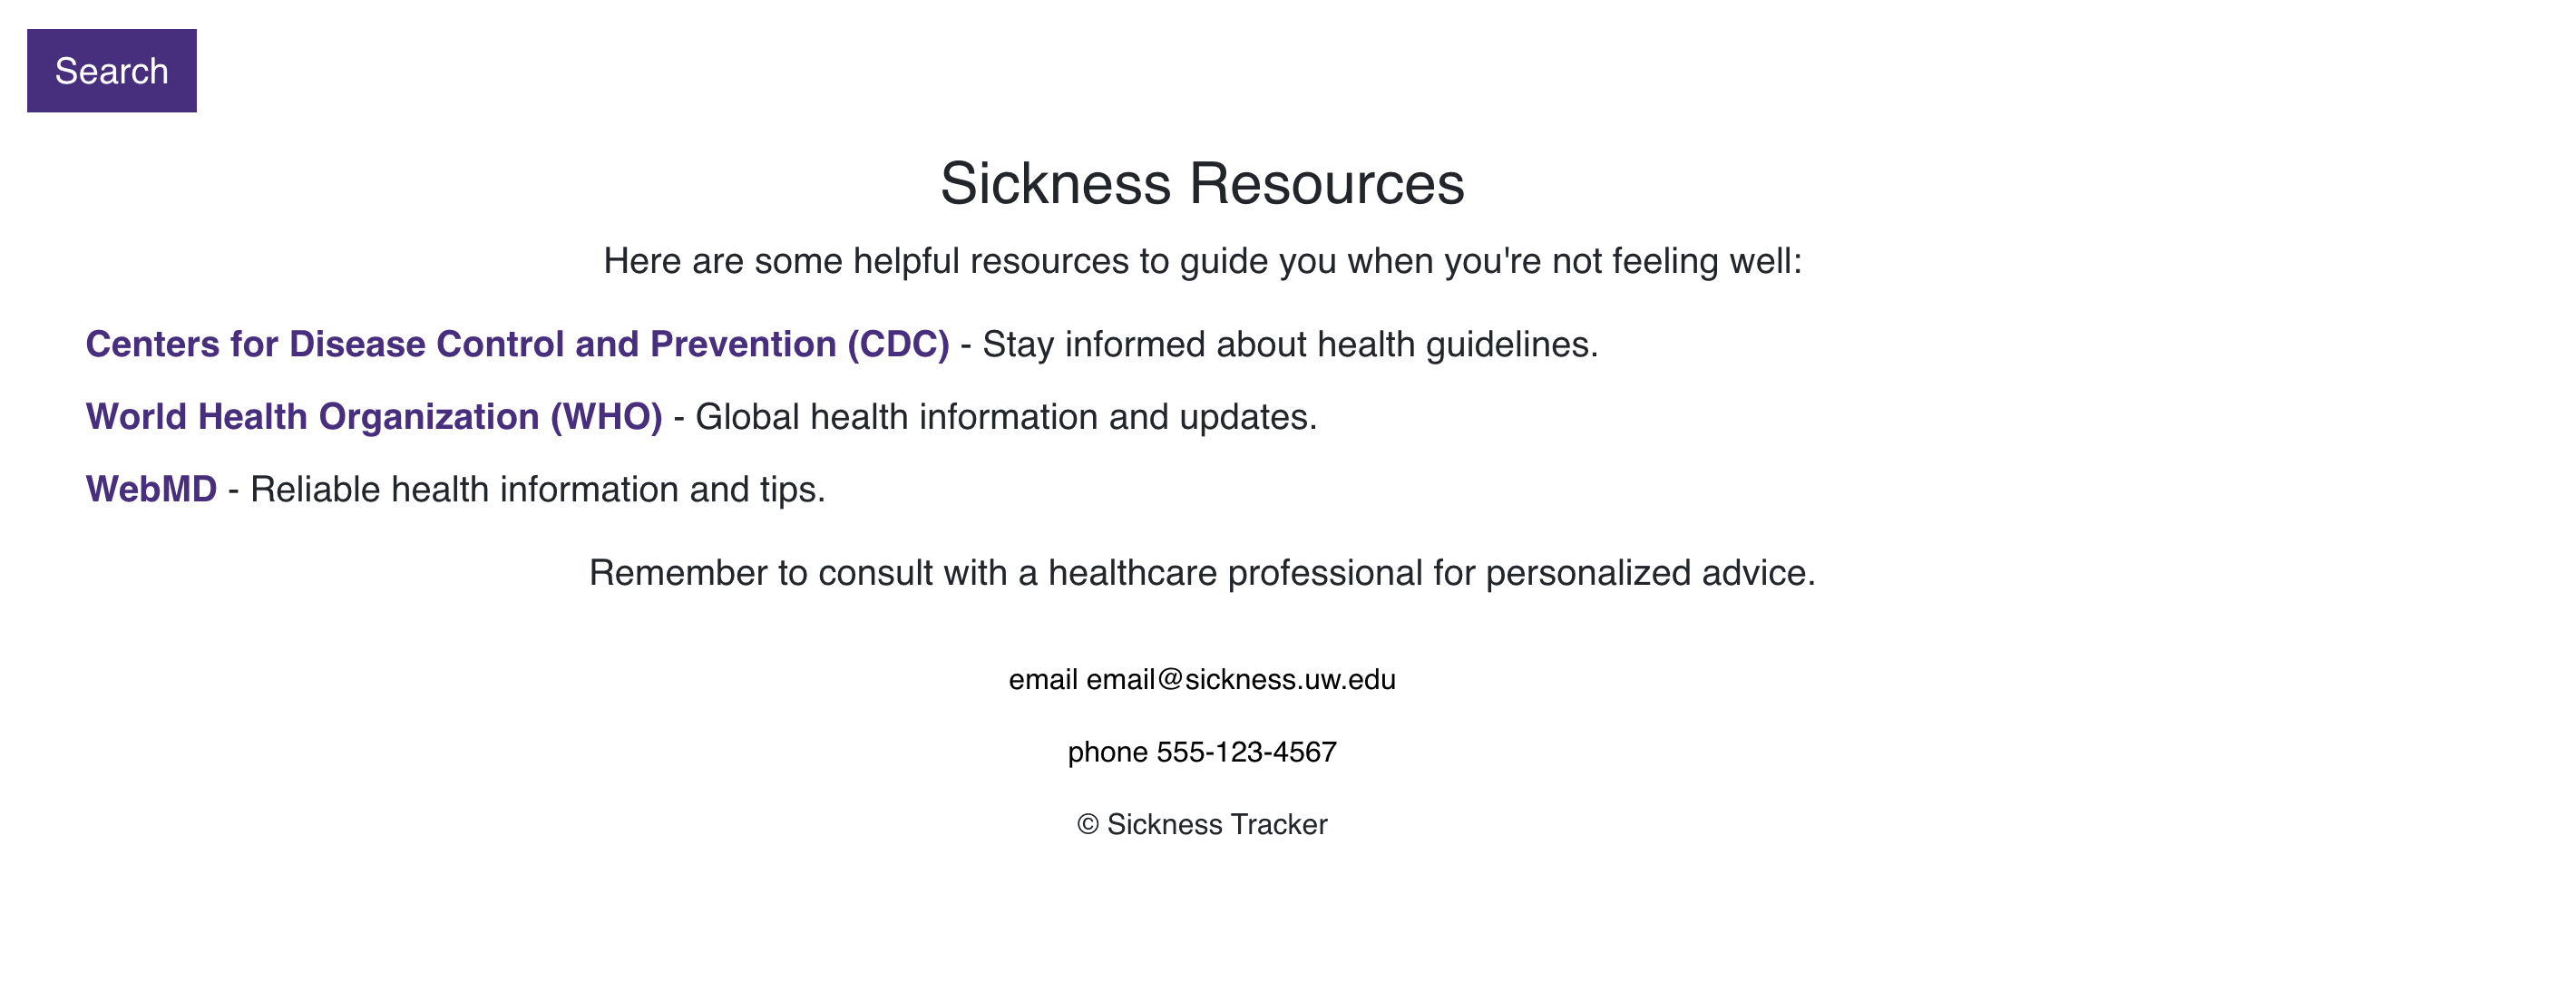 Search
Sickness Resources
Here are some helpful resources to guide you when you're not feeling well:
Centers for Disease Control and Prevention (CDC) - Stay informed about health guidelines.
World Health Organization (WHO) - Global health information and updates.
WebMD - Reliable health information and tips.
Remember to consult with a healthcare professional for personalized advice.
email email@sickness.uw.edu
phone 555-123-4567
© Sickness Tracker